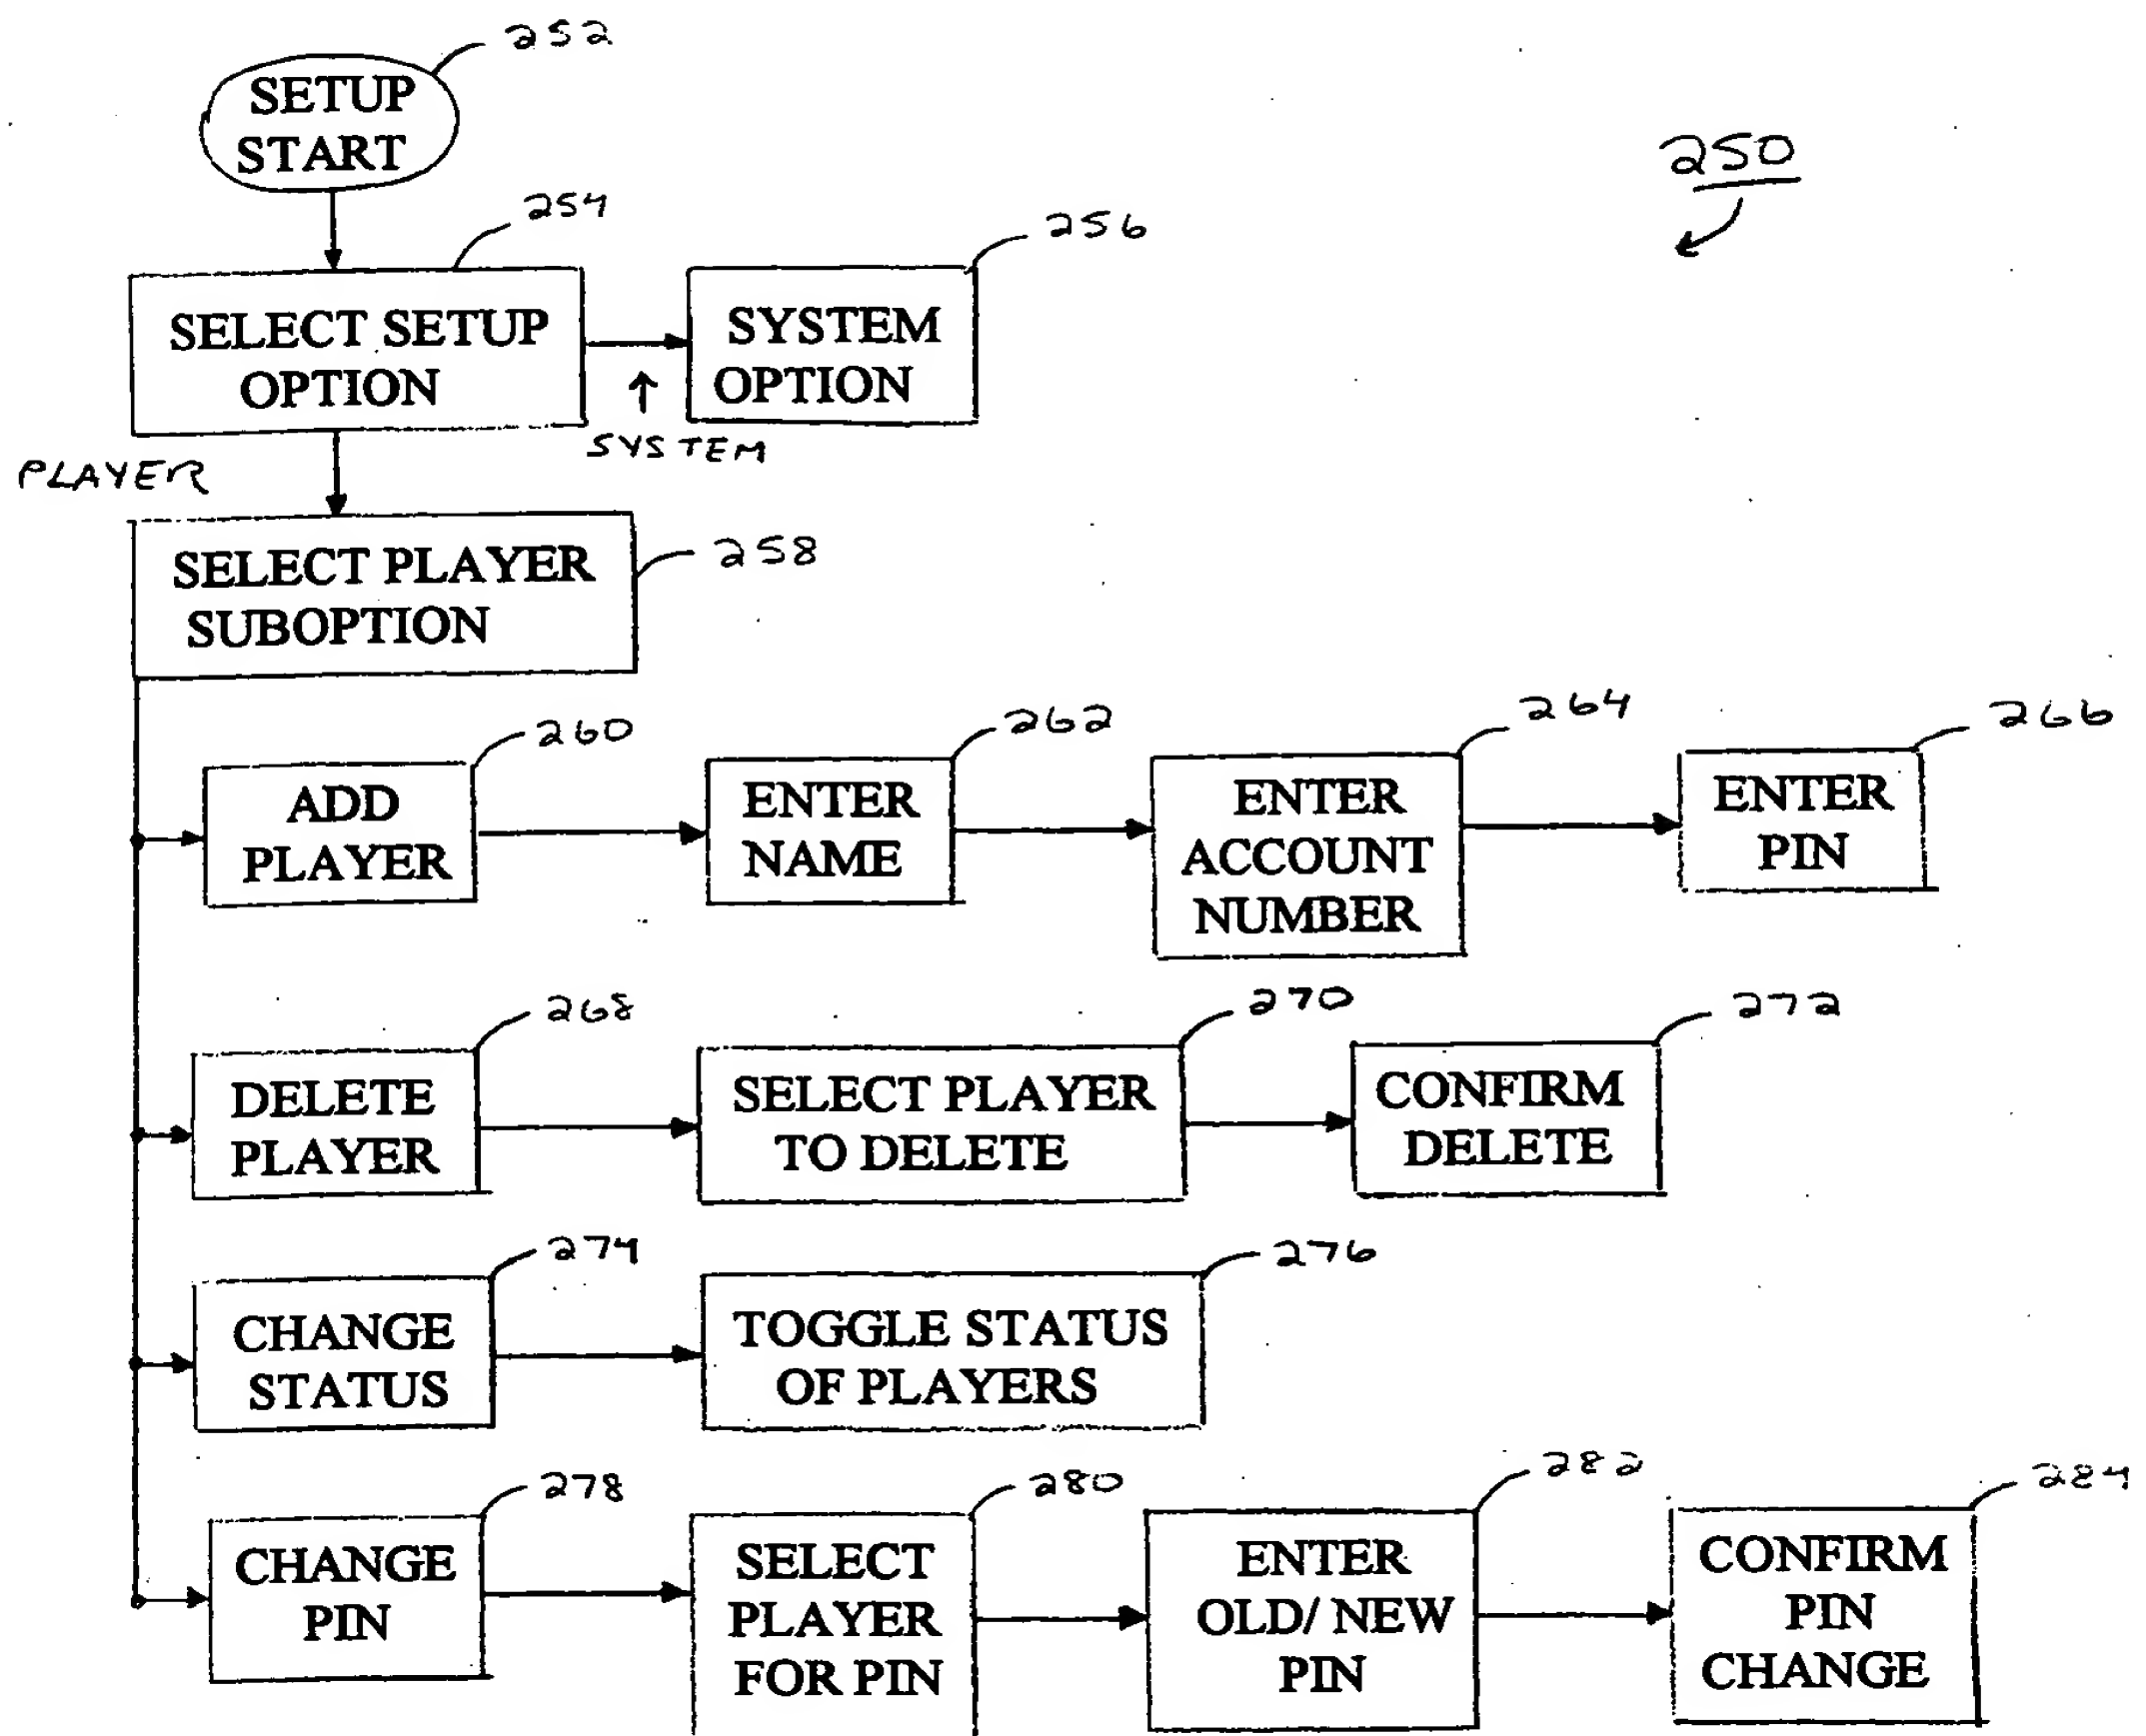 252
SETUP
START
250
254
256
SELECT SETUP
OPTION
SYSTEM
OPTION
SYSTEM
PLAYER
SELECT PLAYER
SUBOPTION
258
260
262
264
266
ADD
PLAYER
ENTER
NAME
ENTER
ACCOUNT
NUMBER
ENTER
PIN
268
270
272
DELETE
PLAYER
SELECT PLAYER
TO DELETE
CONFIRM
DELETE
274
276
CHANGE
STATUS
TOGGLE STATUS
OF PLAYERS
278
280
282
284
CHANGE
PIN
SELECT
PLAYER
FOR PIN
ENTER
OLD/ NEW
PIN
CONFIRM
PIN
CHANGE